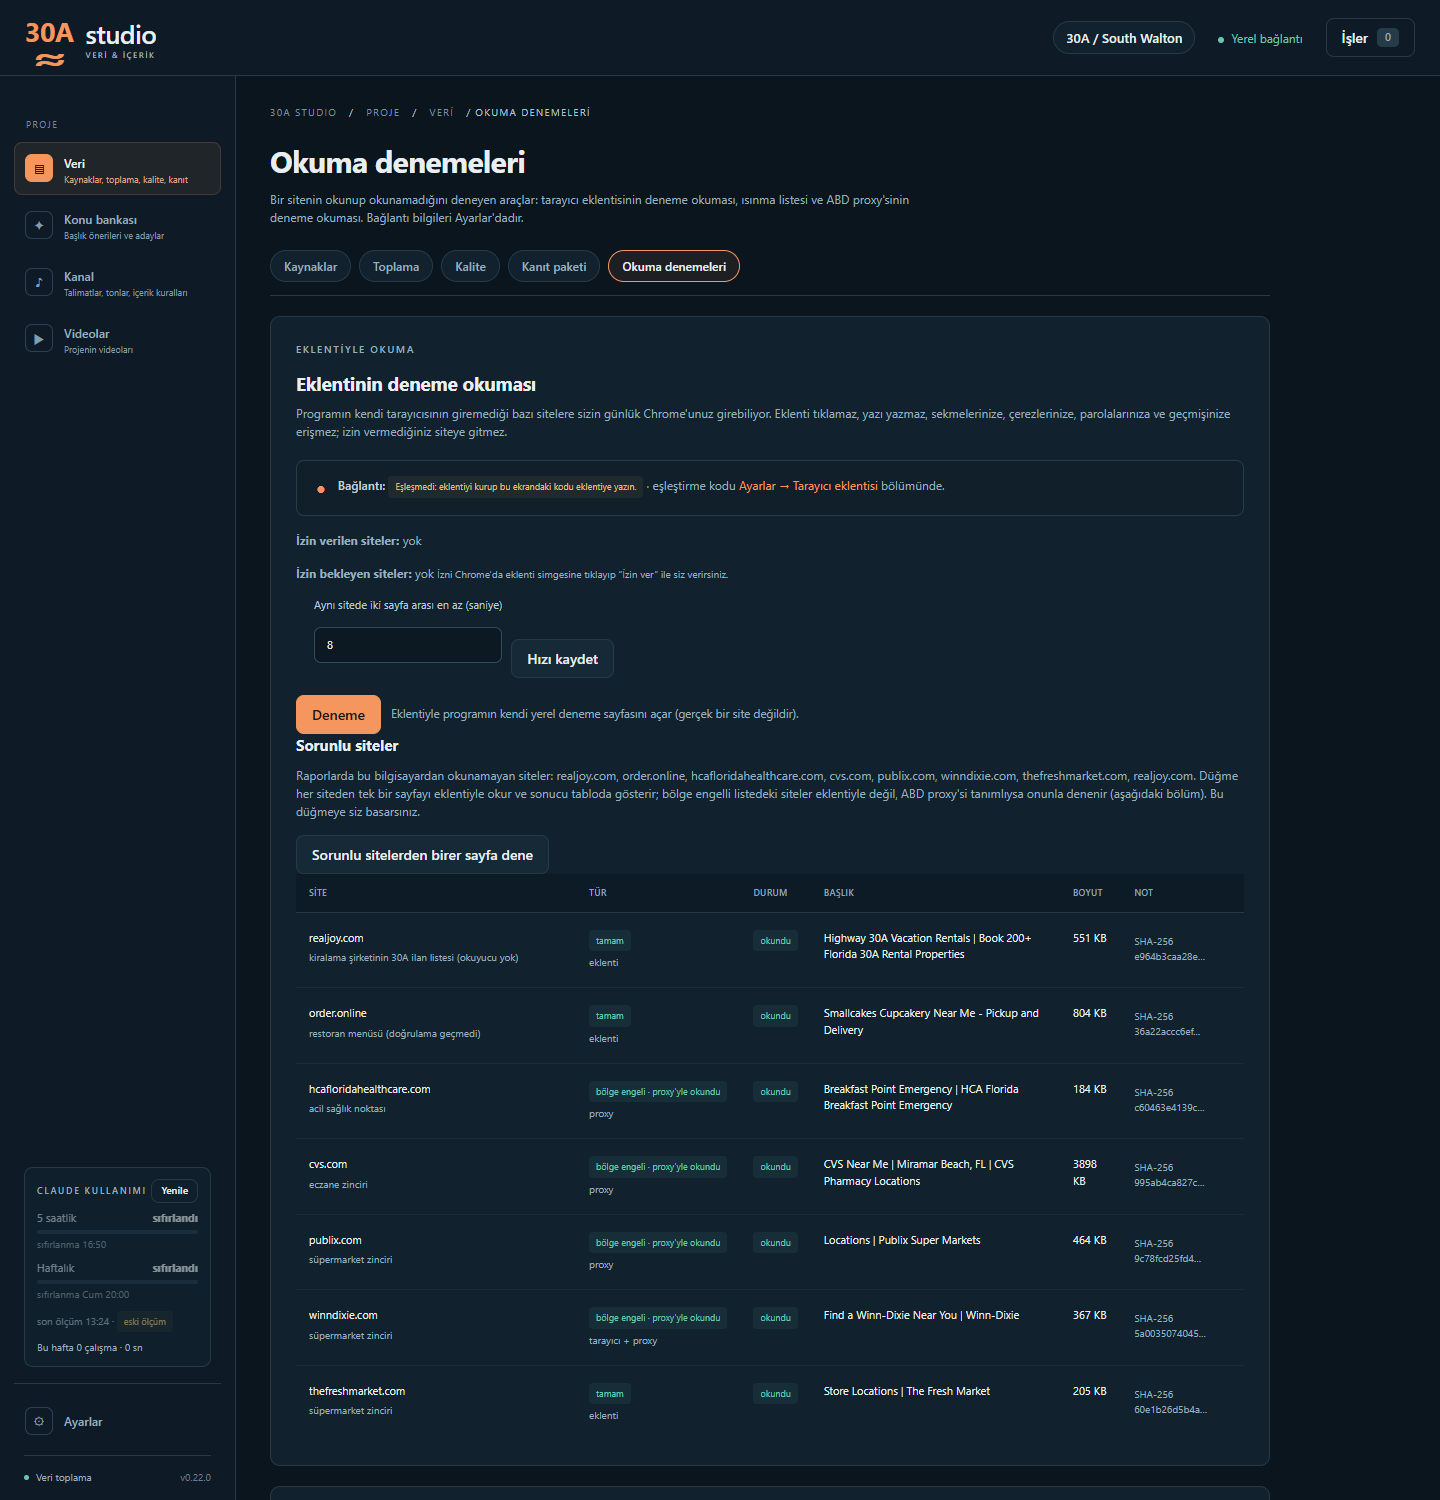 30A studio
VERİ & İÇERİK
30A / South Walton
Yerel bağlantı
İşler 0
PROJE
Veri
Kaynaklar, toplama, kalite, kanıt
Konu bankası
Başlık önerileri ve adaylar
Kanal
Talimatlar, tonlar, içerik kuralları
Videolar
Projenin videoları
CLAUDE KULLANIMI Yenile
5 saatlik sıfırlandı
sıfırlanma 16:50
Haftalık sıfırlandı
sıfırlanma Cum 20:00
son ölçüm 13:24 · eski ölçüm
Bu hafta 0 çalışma · 0 sn
Ayarlar
Veri toplama v0.22.0
30A STUDIO / PROJE / VERİ / OKUMA DENEMELERİ
Okuma denemeleri
Bir sitenin okunup okunamadığını deneyen araçlar: tarayıcı eklentisinin deneme okuması, ısınma listesi ve ABD proxy'sinin
deneme okuması. Bağlantı bilgileri Ayarlar'dadır.
Kaynaklar Toplama Kalite Kanıt paketi Okuma denemeleri
EKLENTİYLE OKUMA
Eklentinin deneme okuması
Programın kendi tarayıcısının giremediği bazı sitelere sizin günlük Chrome'unuz girebiliyor. Eklenti tıklamaz, yazı yazmaz, sekmelerinize, çerezlerinize, parolalarınıza ve geçmişinize
erişmez; izin vermediğiniz siteye gitmez.
Bağlantı: Eşleşmedi: eklentiyi kurup bu ekrandaki kodu eklentiye yazın. · eşleştirme kodu Ayarlar → Tarayıcı eklentisi bölümünde.
İzin verilen siteler: yok
İzin bekleyen siteler: yok İzni Chrome'da eklenti simgesine tıklayıp "İzin ver" ile siz verirsiniz.
Aynı sitede iki sayfa arası en az (saniye)
8 Hızı kaydet
Deneme Eklentiyle programın kendi yerel deneme sayfasını açar (gerçek bir site değildir).
Sorunlu siteler
Raporlarda bu bilgisayardan okunamayan siteler: realjoy.com, order.online, hcafloridahealthcare.com, cvs.com, publix.com, winndixie.com, thefreshmarket.com, realjoy.com. Düğme
her siteden tek bir sayfayı eklentiyle okur ve sonucu tabloda gösterir; bölge engelli listedeki siteler eklentiyle değil, ABD proxy'si tanımlıysa onunla denenir (aşağıdaki bölüm). Bu
düğmeye siz basarsınız.
Sorunlu sitelerden birer sayfa dene
SİTE TÜR DURUM BAŞLIK BOYUT NOT
realjoy.com tamam okundu Highway 30A Vacation Rentals | Book 200+ 551 KB SHA-256
kiralama şirketinin 30A ilan listesi (okuyucu yok) eklenti Florida 30A Rental Properties e964b3caa28e...
order.online tamam okundu Smallcakes Cupcakery Near Me - Pickup and 804 KB SHA-256
restoran menüsü (doğrulama geçmedi) eklenti Delivery 36a22accc6ef...
hcafloridahealthcare.com bölge engeli · proxy'yle okundu okundu Breakfast Point Emergency | HCA Florida 184 KB SHA-256
acil sağlık noktası proxy Breakfast Point Emergency c60463e4139c...
cvs.com bölge engeli · proxy'yle okundu okundu CVS Near Me | Miramar Beach, FL | CVS 3898 SHA-256
eczane zinciri proxy Pharmacy Locations KB 995ab4ca827c...
publix.com bölge engeli · proxy'yle okundu okundu Locations | Publix Super Markets 464 KB SHA-256
süpermarket zinciri proxy 9c78fcd25fd4...
winndixie.com bölge engeli · proxy'yle okundu okundu Find a Winn-Dixie Near You | Winn-Dixie 367 KB SHA-256
süpermarket zinciri tarayıcı + proxy 5a0035074045...
thefreshmarket.com tamam okundu Store Locations | The Fresh Market 205 KB SHA-256
süpermarket zinciri eklenti 60e1b26d5b4a...